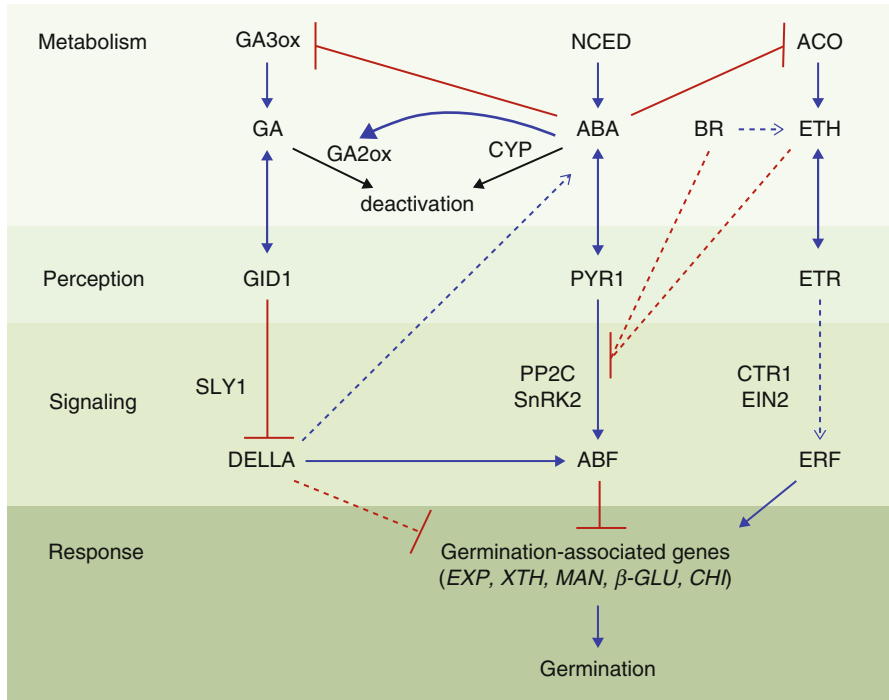 Metabolism
GA3ox
NCED
ACO
GA
GA2ox
CYP
ABA
BR
ETH
deactivation
Perception
GID1
PYR1
ETR
Signaling
SLY1
PP2C
SnRK2
CTR1
EIN2
DELLA
ABF
ERF
Response
Germination-associated genes
(EXP, XTH, MAN, β-GLU, CHI)
Germination